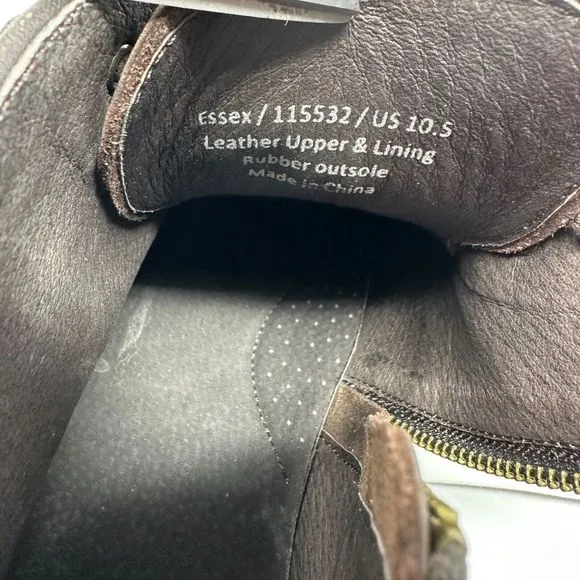 Essex / 115532 / US 10.5
Leather Upper & Lining
Rubber outsole
Made in China